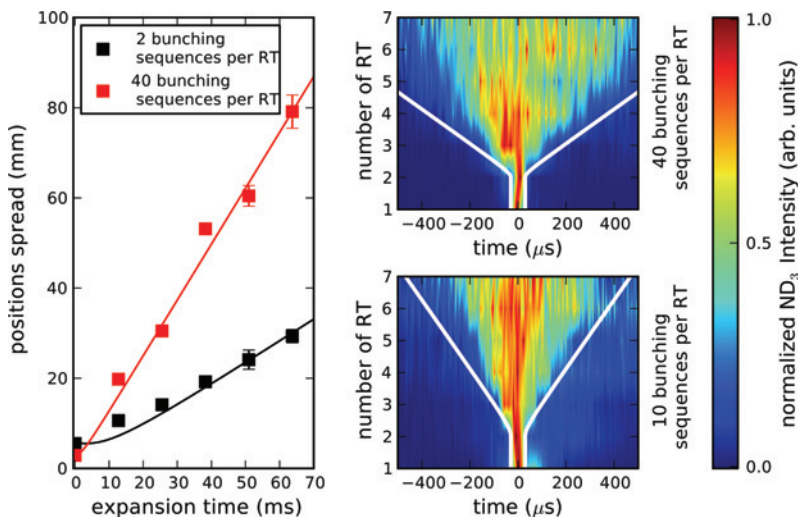 100
80
60
40
20
0
positions spread (mm)
2 bunching
sequences per RT
40 bunching
sequences per RT
0 10 20 30 40 50 60 70
expansion time (ms)
7
6
5
4
3
2
1
number of RT
−400 −200 0 200 400
time (μs)
40 bunching
sequences per RT
7
6
5
4
3
2
1
number of RT
−400 −200 0 200 400
time (μs)
10 bunching
sequences per RT
1.0
0.5
0.0
normalized ND₃ Intensity (arb. units)